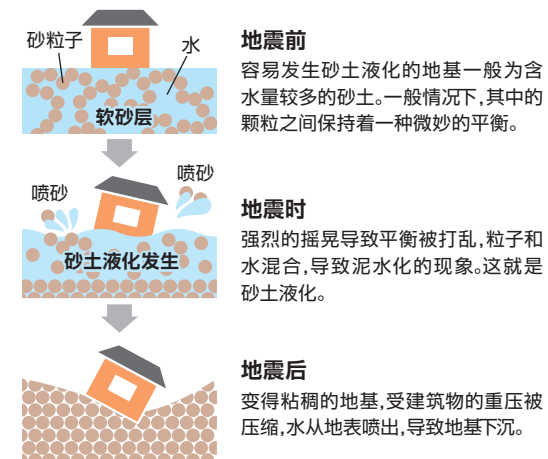 砂粒子
水
软砂层
地震前
容易发生砂土液化的地基一般为含
水量较多的砂土。一般情况下,其中的
颗粒之间保持着一种微妙的平衡。
喷砂
喷砂
砂土液化发生
地震时
强烈的摇晃导致平衡被打乱,粒子和
水混合,导致泥水化的现象。这就是
砂土液化。
地震后
变得粘稠的地基,受建筑物的重压被
压缩,水从地表喷出,导致地基下沉。